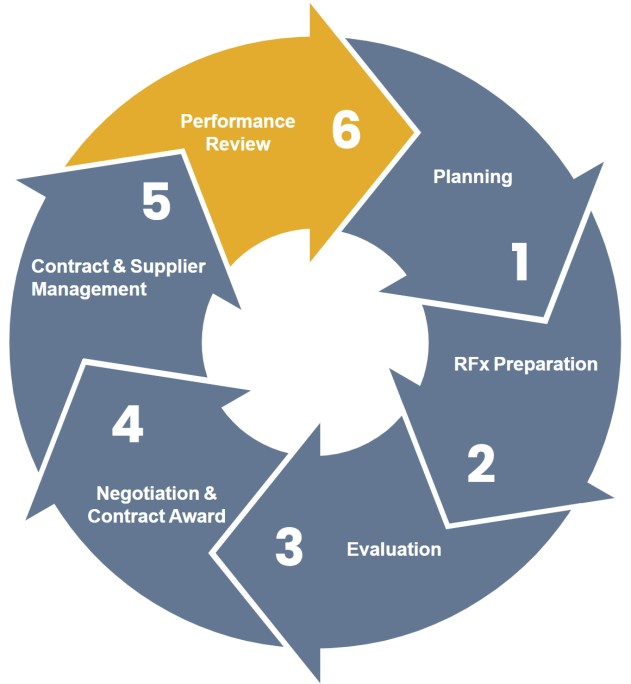 Performance
Review
6
Planning
1
RFx Preparation
2
Evaluation
3
Negotiation &
Contract Award
4
Contract & Supplier
Management
5